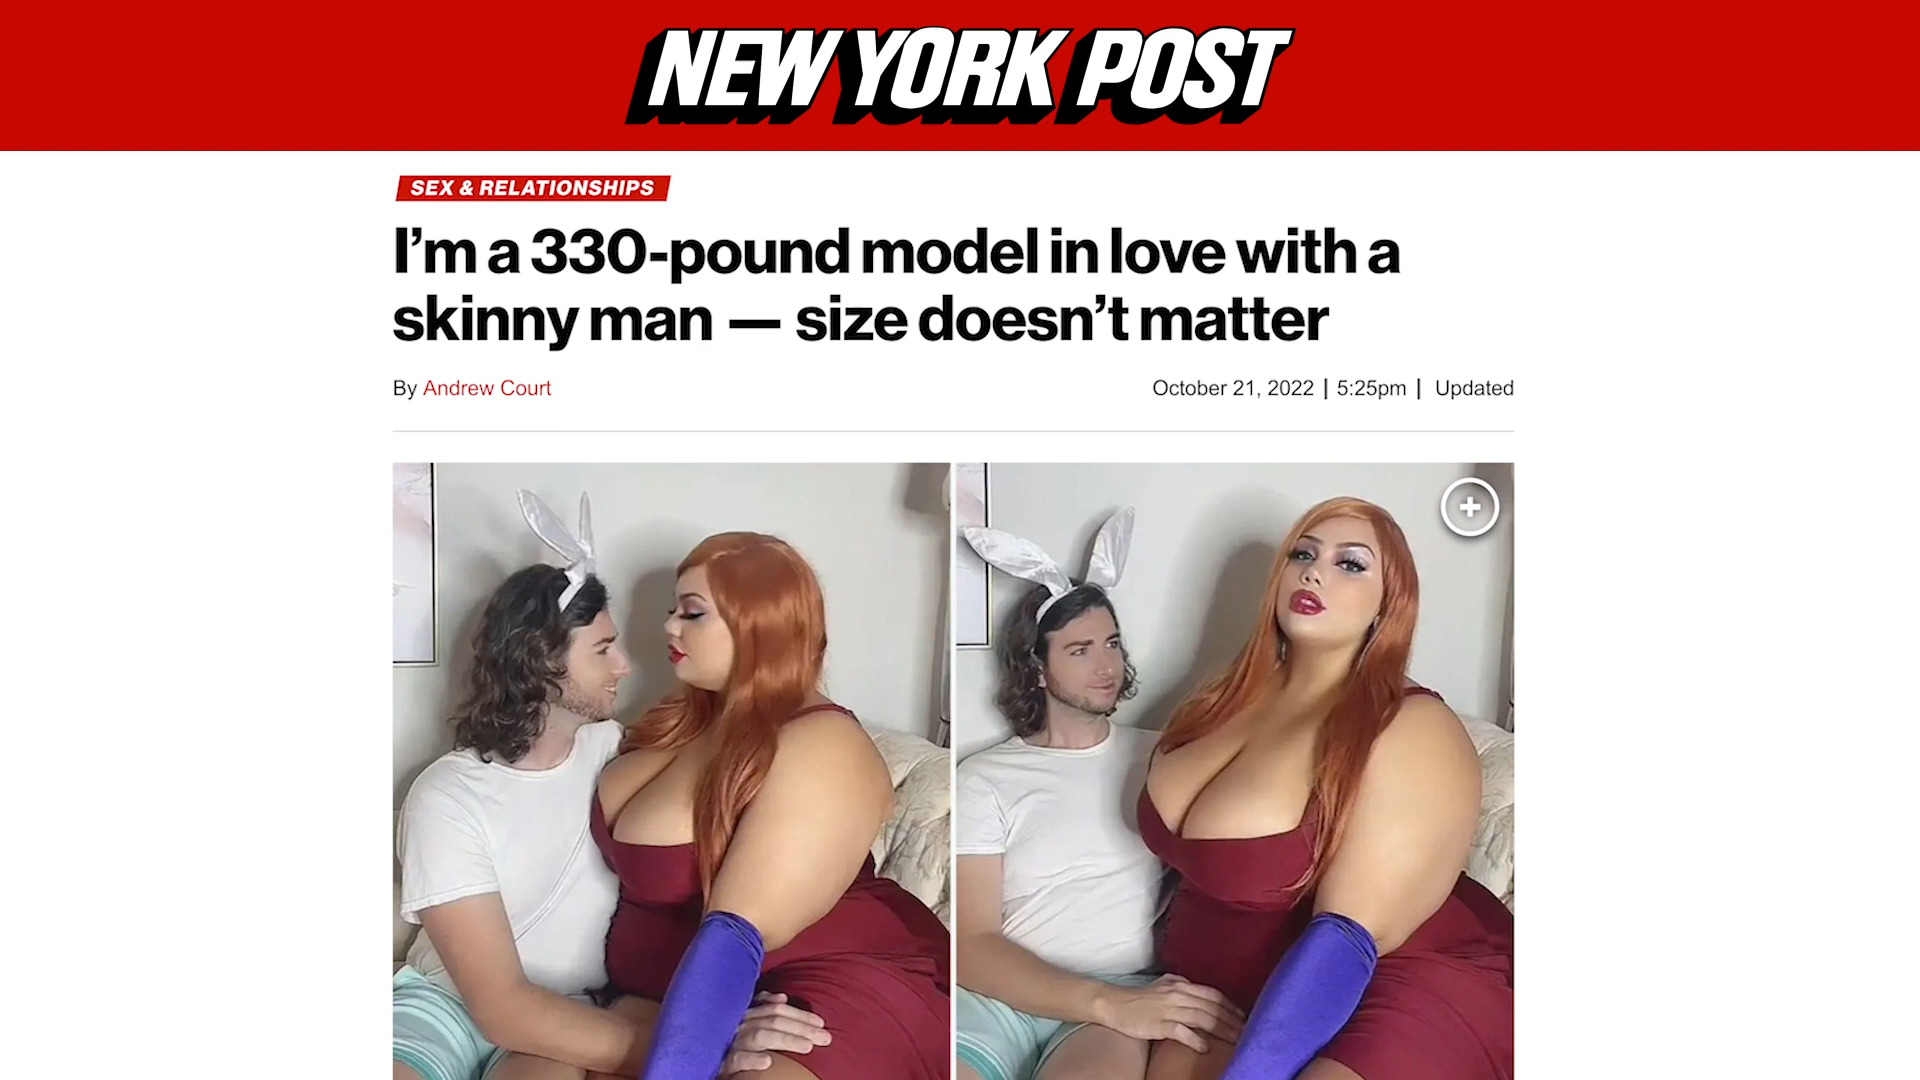 NEW YORK POST
SEX & RELATIONSHIPS
I’m a 330-pound model in love with a
skinny man — size doesn’t matter
By Andrew Court
October 21, 2022 | 5:25pm | Updated